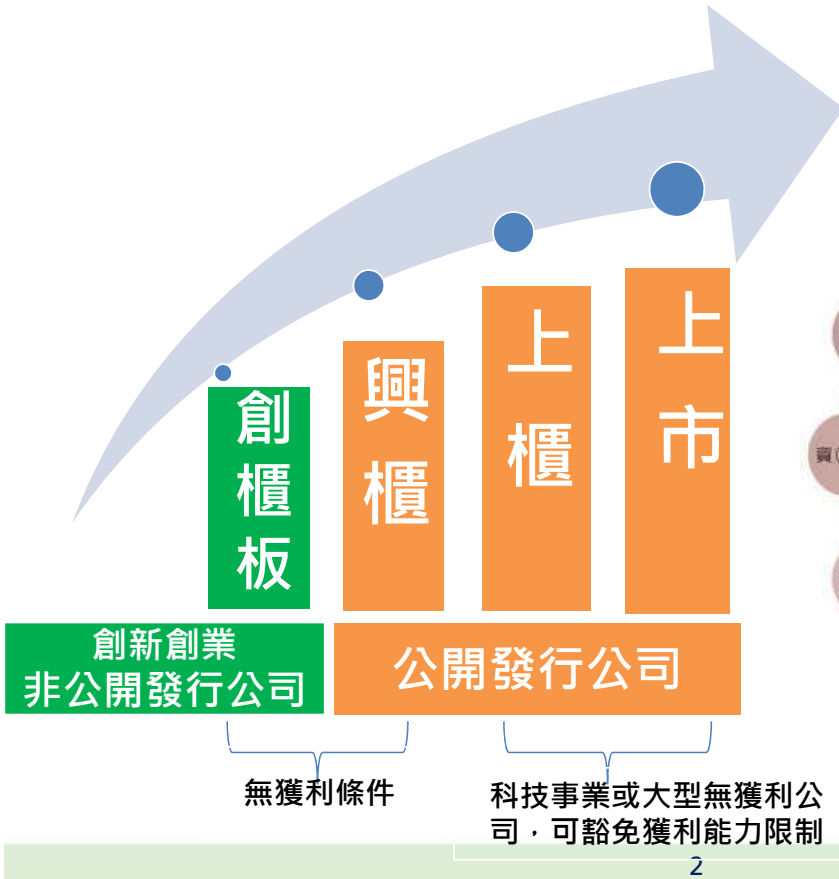 創櫃板
興櫃
上櫃
上市
資
創新創業
非公開發行公司
公開發行公司
無獲利條件
科技事業或大型無獲利公
司，可豁免獲利能力限制
2